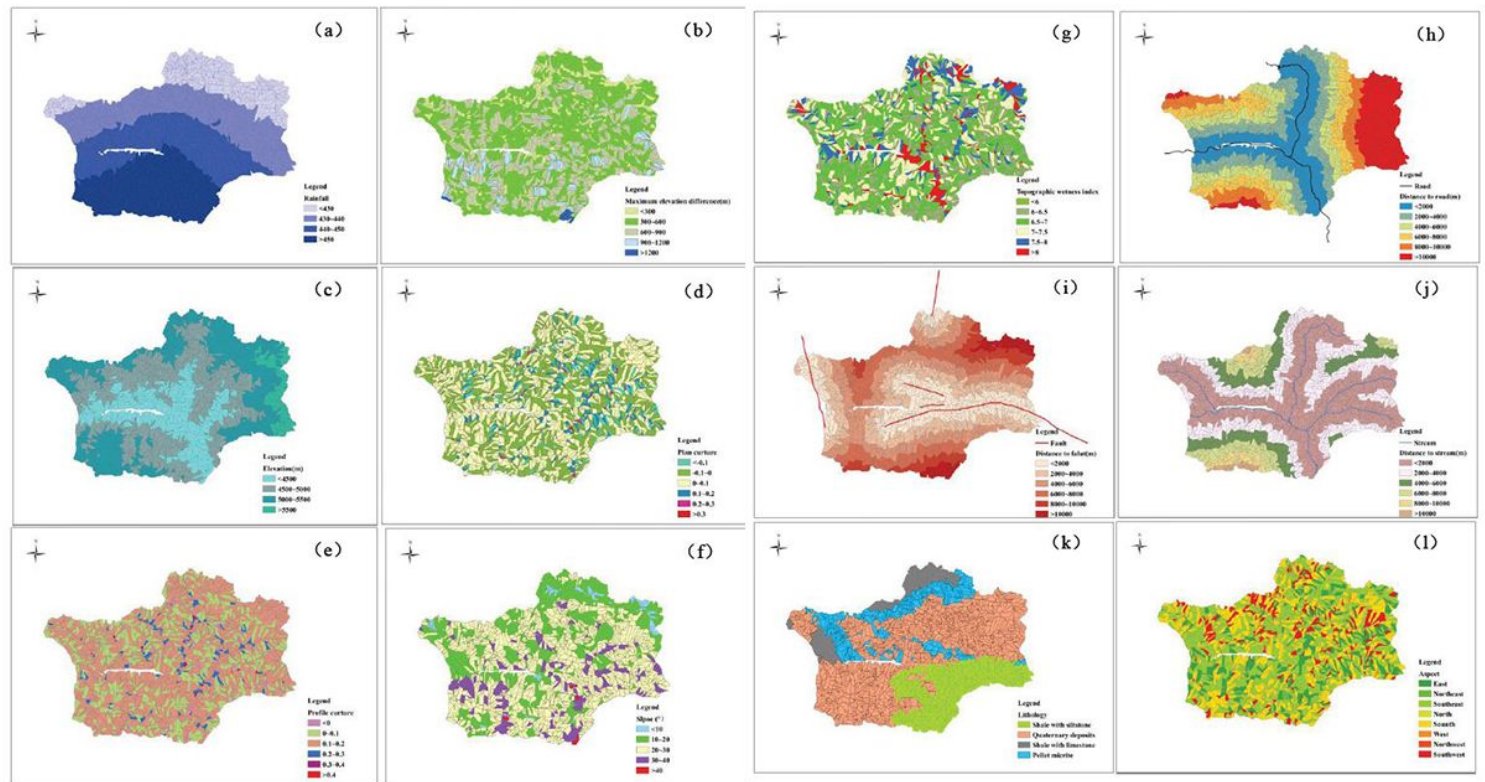 (a)
Legend
Rainfall
<430
430~440
440~450
>450
(b)
Legend
Maximum elevation difference(m)
<300
300~600
600~900
900~1200
>1200
(g)
Legend
Topographic wetness index
<6
6~6.5
6.5~7
7~7.5
7.5~8
>8
(h)
Legend
Road
Distance to road(m)
<2000
2000~4000
4000~6000
6000~8000
8000~10000
>10000
(c)
Legend
Elevation(m)
<4500
4500~5000
5000~5500
>5500
(d)
Legend
Plan curture
<-0.1
-0.1~0
0~0.1
0.1~0.2
0.2~0.3
>0.3
(i)
Legend
Fault
Distance to falut(m)
<2000
2000~4000
4000~6000
6000~8000
8000~10000
>10000
(j)
Legend
Stream
Distance to stream(m)
<2000
2000~4000
4000~6000
6000~8000
8000~10000
>10000
(e)
Legend
Profile curture
<0
0~0.1
0.1~0.2
0.2~0.3
0.3~0.4
>0.4
(f)
Legend
Slpoe (°)
<10
10~20
20~30
30~40
>40
(k)
Legend
Lithology
Shale with siltstone
Quaternary deposits
Shale with limestone
Pellet micrite
(l)
Legend
Aspect
East
Northeast
Southeast
North
Sounth
West
Northwest
Southwest